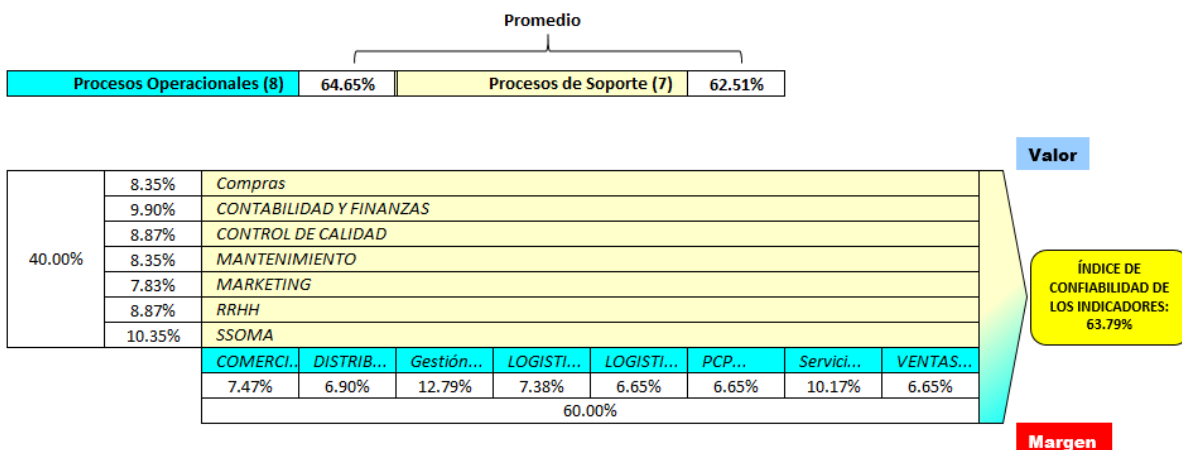 Promedio
Procesos Operacionales (8) 64.65% Procesos de Soporte (7) 62.51%
Valor
8.35% Compras
9.90% CONTABILIDAD Y FINANZAS
8.87% CONTROL DE CALIDAD
40.00% 8.35% MANTENIMIENTO
7.83% MARKETING
8.87% RRHH
10.35% SSOMA
ÍNDICE DE
CONFIABILIDAD DE
LOS INDICADORES:
63.79%
COMERCI.. DISTRIB... Gestión... LOGISTI... LOGISTI... PCP... Servici... VENTAS...
7.47% 6.90% 12.79% 7.38% 6.65% 6.65% 10.17% 6.65%
60.00%
Margen